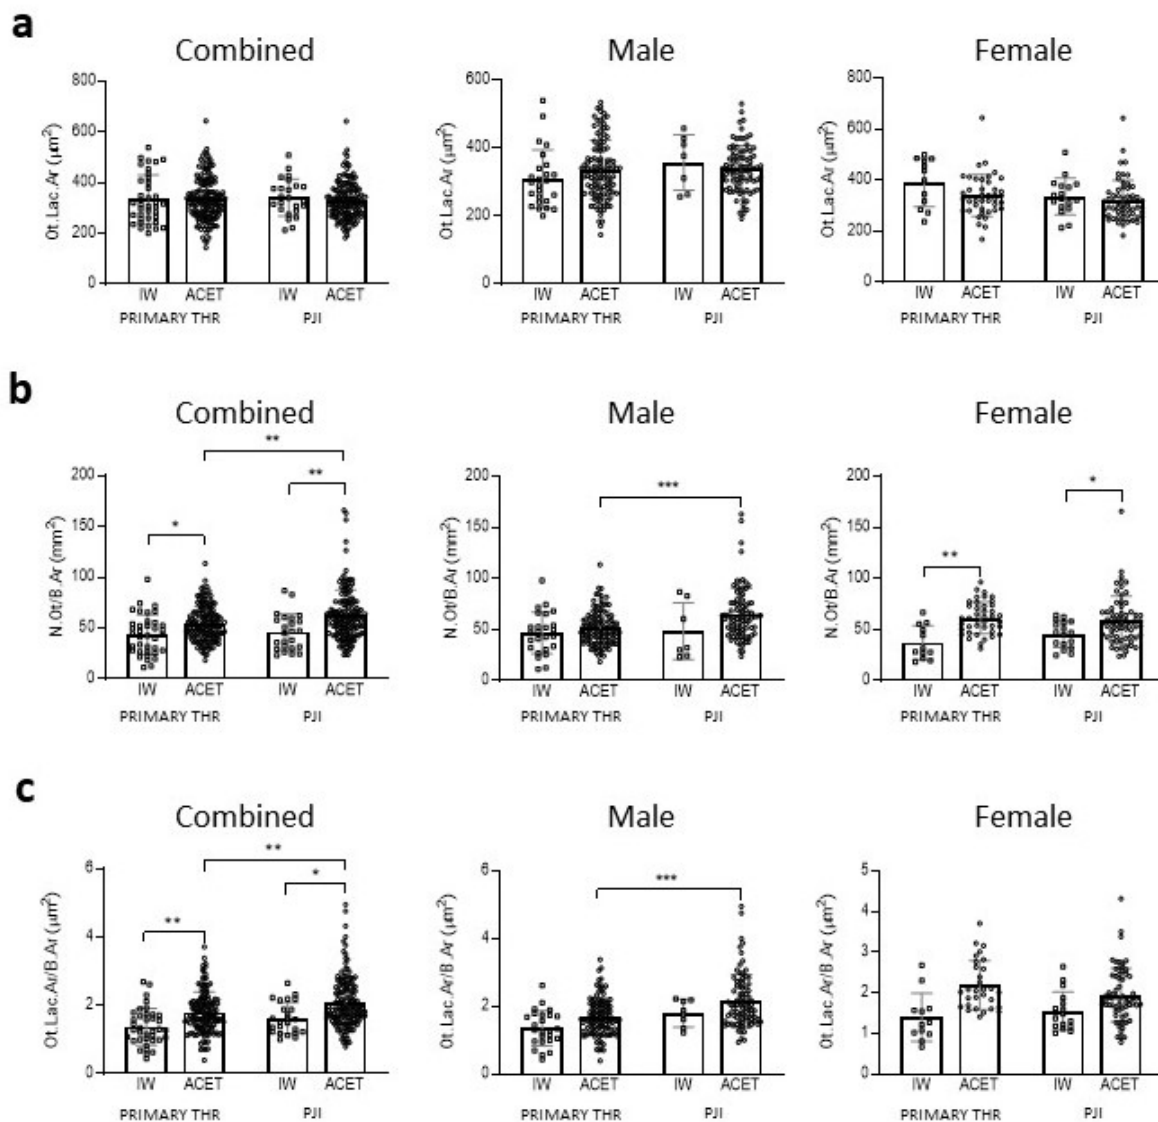 a
Combined
Male
Female
Ot.Lac.Ar (µm²)
800
600
400
200
0
IW ACET IW ACET
PRIMARY THR PJI
Ot.Lac.Ar (µm²)
600
400
200
0
IW ACET IW ACET
PRIMARY THR PJI
Ot.Lac.Ar (µm²)
800
600
400
200
0
IW ACET IW ACET
PRIMARY THR PJI
b
Combined
Male
Female
N.Ot/B.Ar (mm²)
200
150
100
50
0
*
**
**
IW ACET IW ACET
PRIMARY THR PJI
N.Ot/B.Ar (mm²)
200
150
100
50
0
***
IW ACET IW ACET
PRIMARY THR PJI
N.Ot/B.Ar (mm²)
200
150
100
50
0
**
*
IW ACET IW ACET
PRIMARY THR PJI
c
Combined
Male
Female
Ot.Lac.Ar/B.Ar (µm²)
6
4
2
0
**
**
*
IW ACET IW ACET
PRIMARY THR PJI
Ot.Lac.Ar/B.Ar (µm²)
6
4
2
0
***
IW ACET IW ACET
PRIMARY THR PJI
Ot.Lac.Ar/B.Ar (µm²)
5
4
3
2
1
0
IW ACET IW ACET
PRIMARY THR PJI